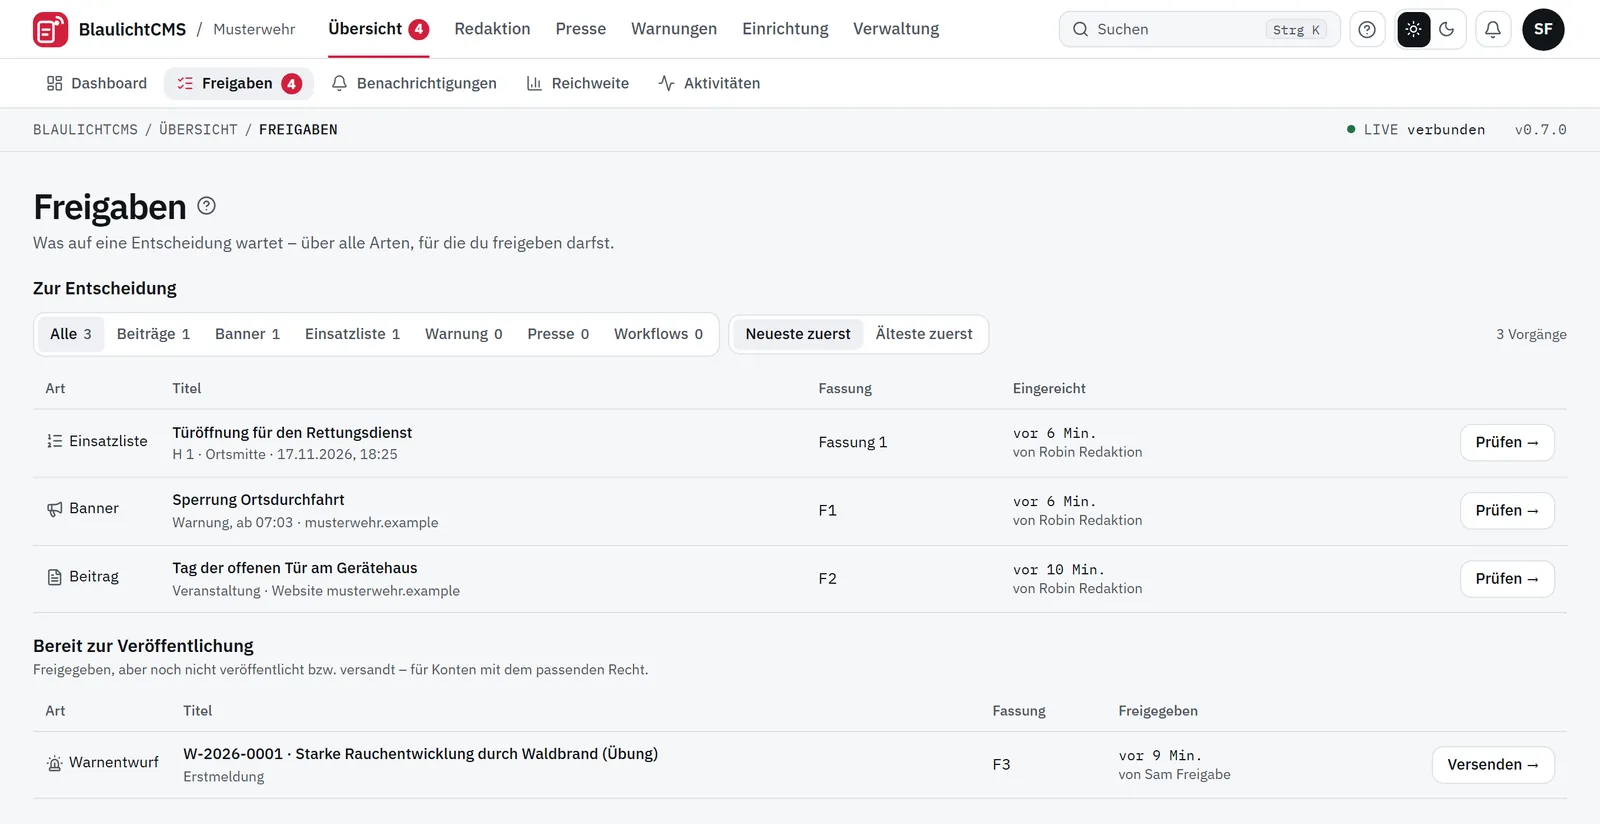 BlaulichtCMS / Musterwehr Übersicht 4 Redaktion Presse Warnungen Einrichtung Verwaltung Suchen Strg K SF
Dashboard Freigaben 4 Benachrichtigungen Reichweite Aktivitäten
BLAULICHTCMS / ÜBERSICHT / FREIGABEN LIVE verbunden v0.7.0
Freigaben ?
Was auf eine Entscheidung wartet – über alle Arten, für die du freigeben darfst.
Zur Entscheidung
Alle 3 Beiträge 1 Banner 1 Einsatzliste 1 Warnung 0 Presse 0 Workflows 0 Neueste zuerst Älteste zuerst 3 Vorgänge
Art Titel Fassung Eingereicht
Einsatzliste Türöffnung für den Rettungsdienst Fassung 1 vor 6 Min. Prüfen →
H 1 · Ortsmitte · 17.11.2026, 18:25 von Robin Redaktion
Banner Sperrung Ortsdurchfahrt F1 vor 6 Min. Prüfen →
Warnung, ab 07:03 · musterwehr.example von Robin Redaktion
Beitrag Tag der offenen Tür am Gerätehaus F2 vor 10 Min. Prüfen →
Veranstaltung · Website musterwehr.example von Robin Redaktion
Bereit zur Veröffentlichung
Freigegeben, aber noch nicht veröffentlicht bzw. versandt – für Konten mit dem passenden Recht.
Art Titel Fassung Freigegeben
Warnentwurf W-2026-0001 · Starke Rauchentwicklung durch Waldbrand (Übung) F3 vor 9 Min. Versenden →
Erstmeldung von Sam Freigabe